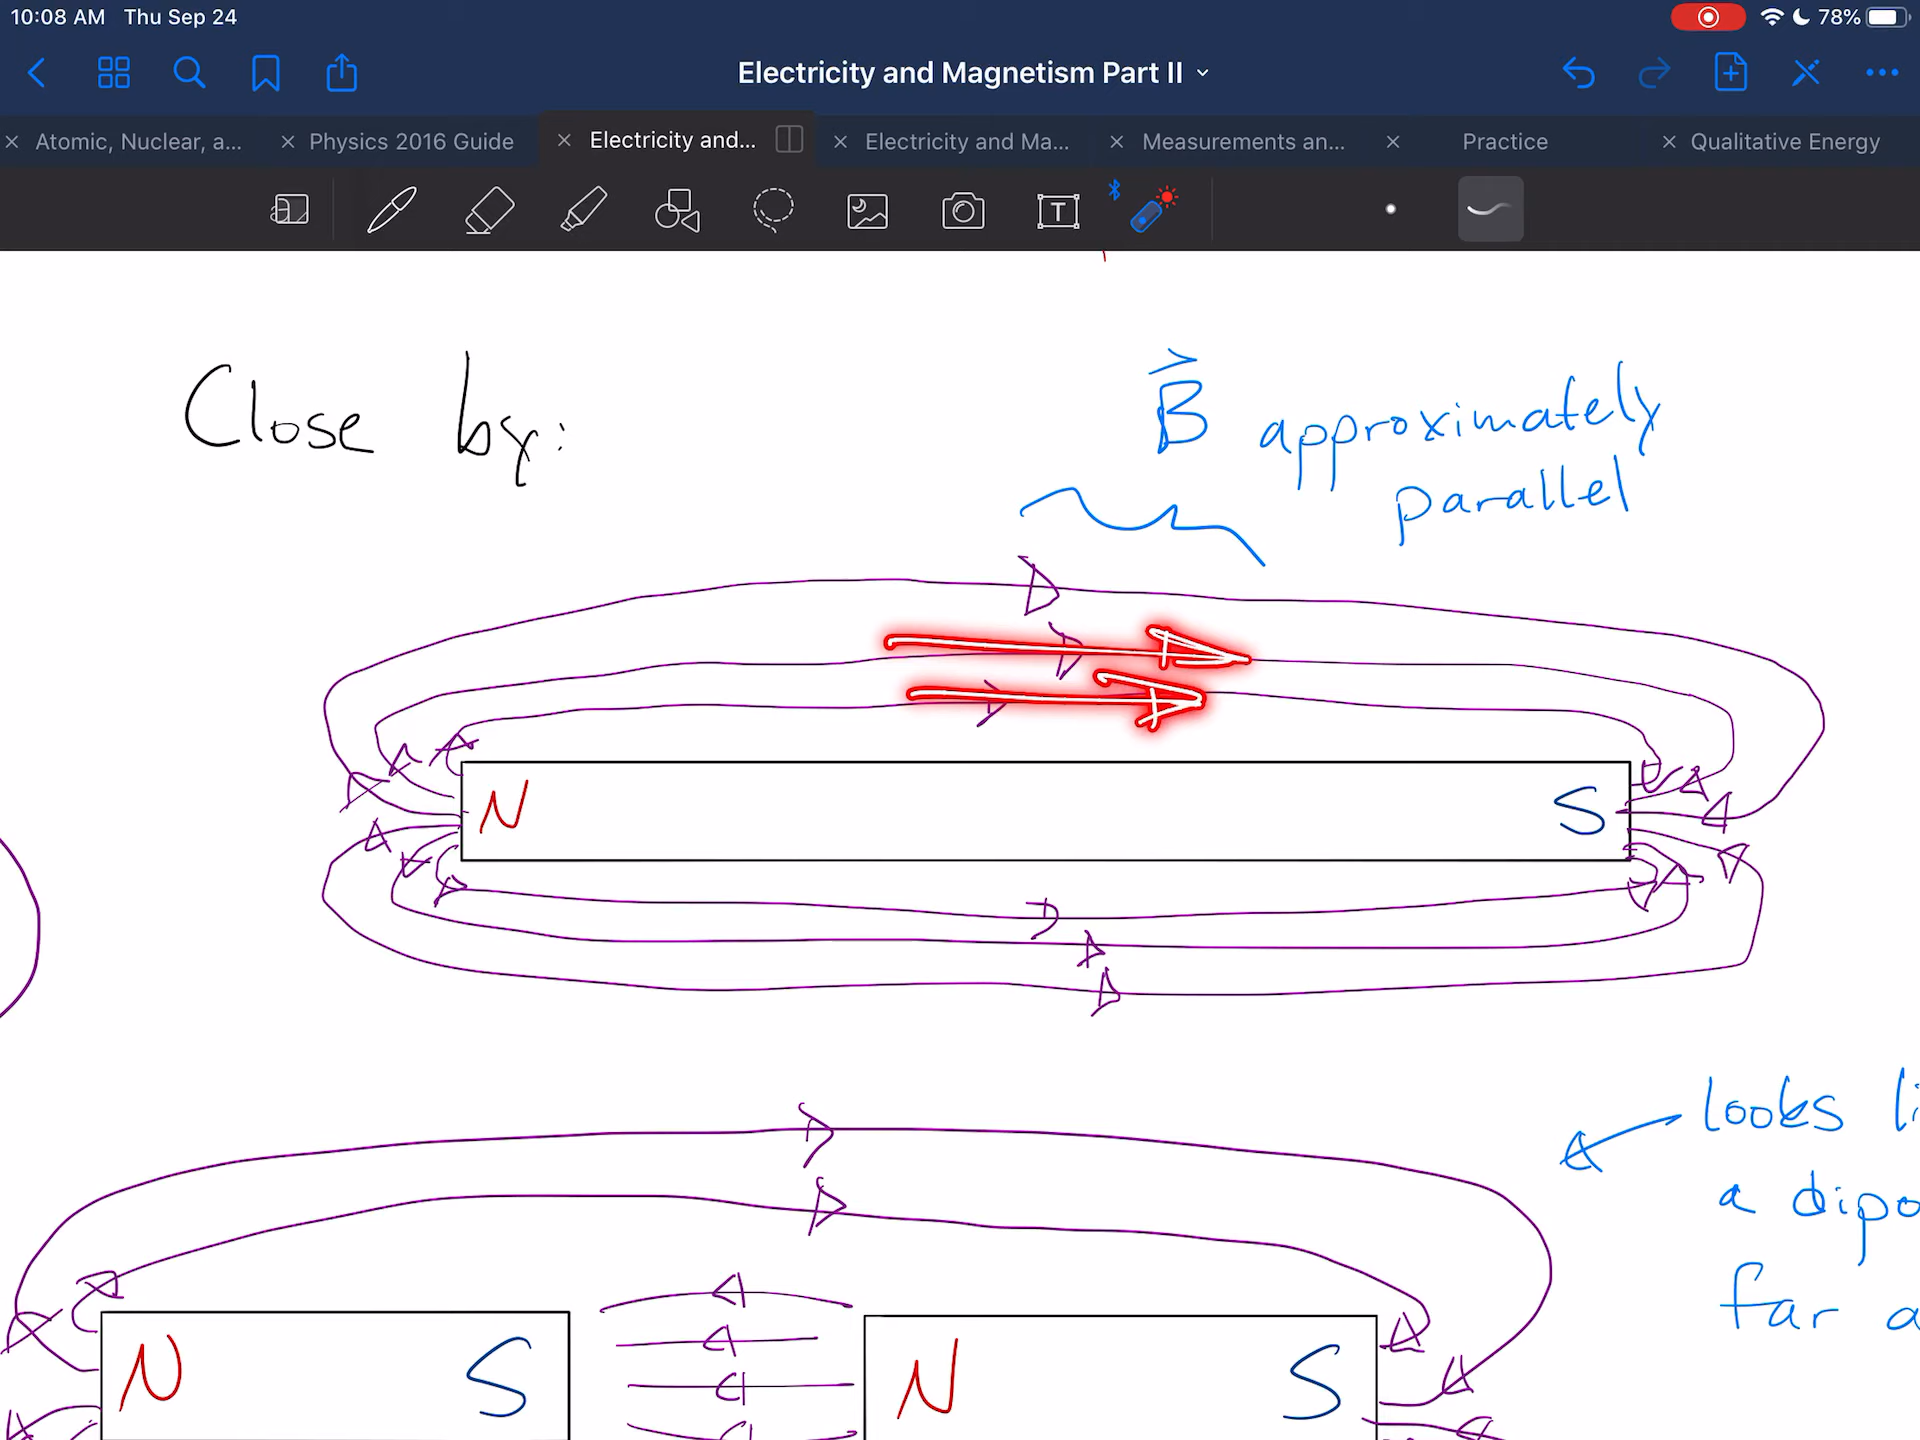 10:08 AM Thu Sep 24
78%
Electricity and Magnetism Part II
Atomic, Nuclear, a...
Physics 2016 Guide
Electricity and...
Electricity and Ma...
Measurements an...
Practice
Qualitative Energy
T
Close by:
B approximately
parallel
N S
looks li
a dipo
far a
N S N S